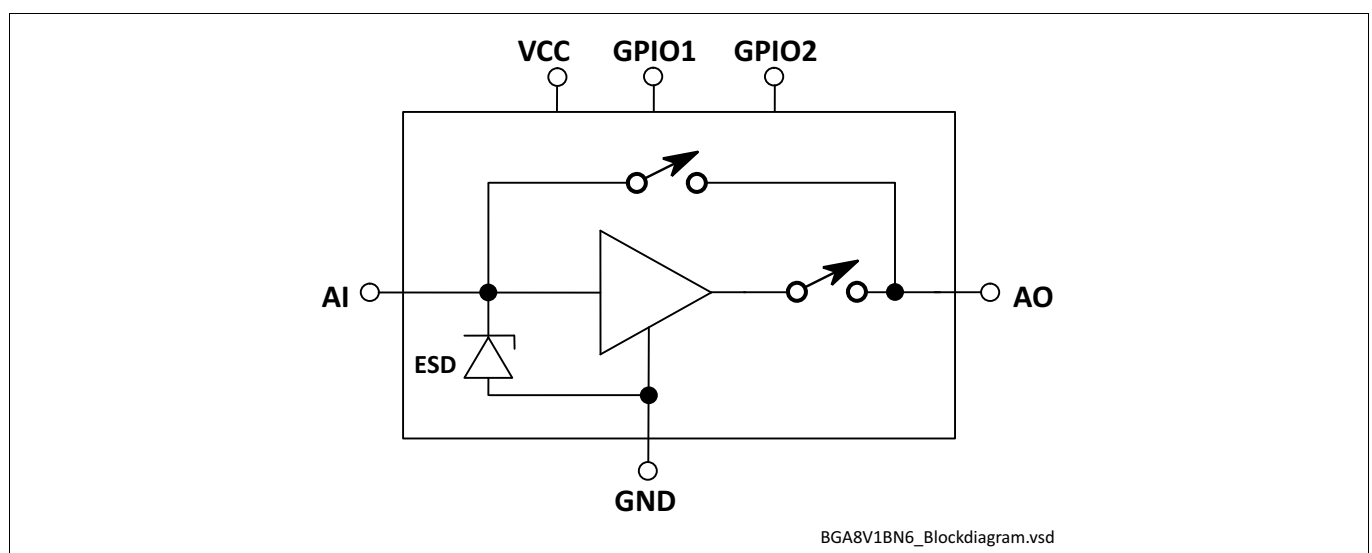 VCC GPIO1 GPIO2
AI
AO
ESD
GND
BGA8V1BN6_Blockdiagram.vsd